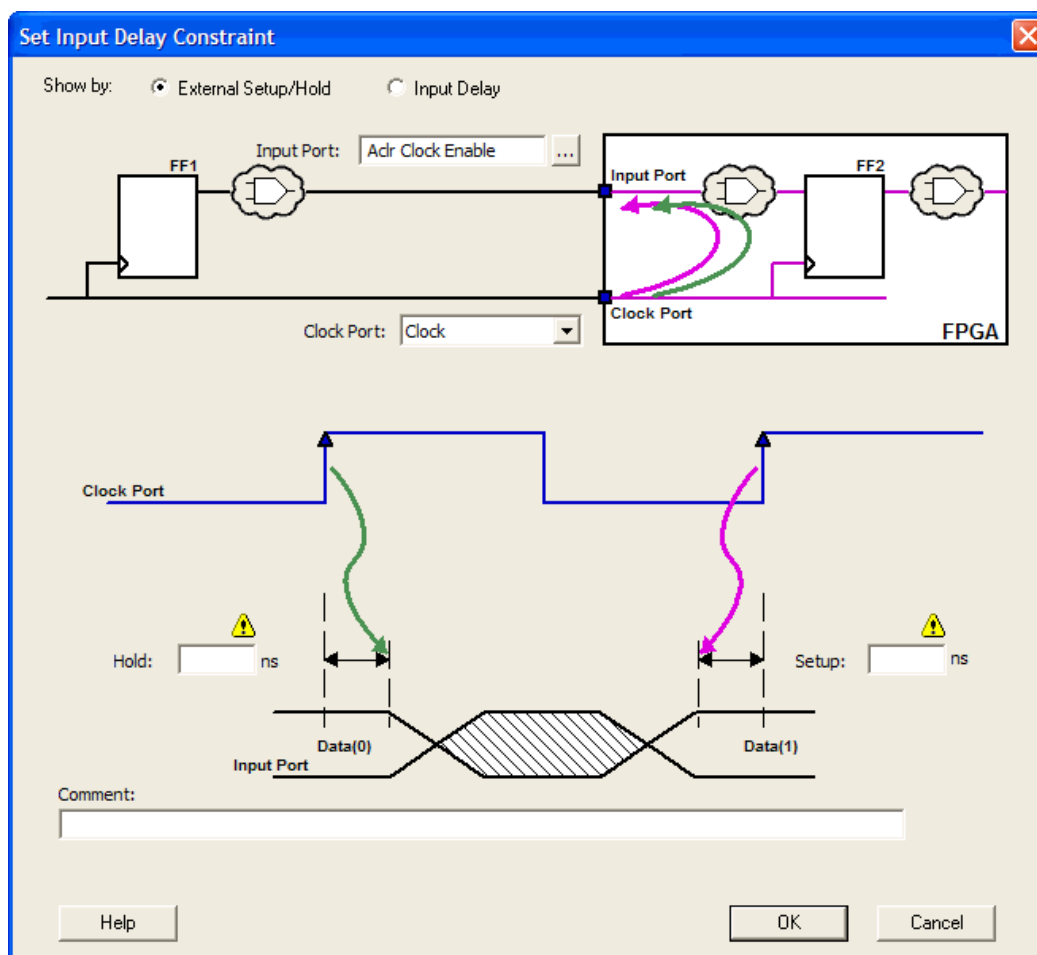 Set Input Delay Constraint
Show by: External Setup/Hold Input Delay
Input Port: Aclr Clock Enable ...
FF1
Input Port
FF2
Clock Port
Clock Port: Clock
FPGA
Clock Port
Hold: ns
Setup: ns
Data(0)
Data(1)
Input Port
Comment:
Help
OK
Cancel